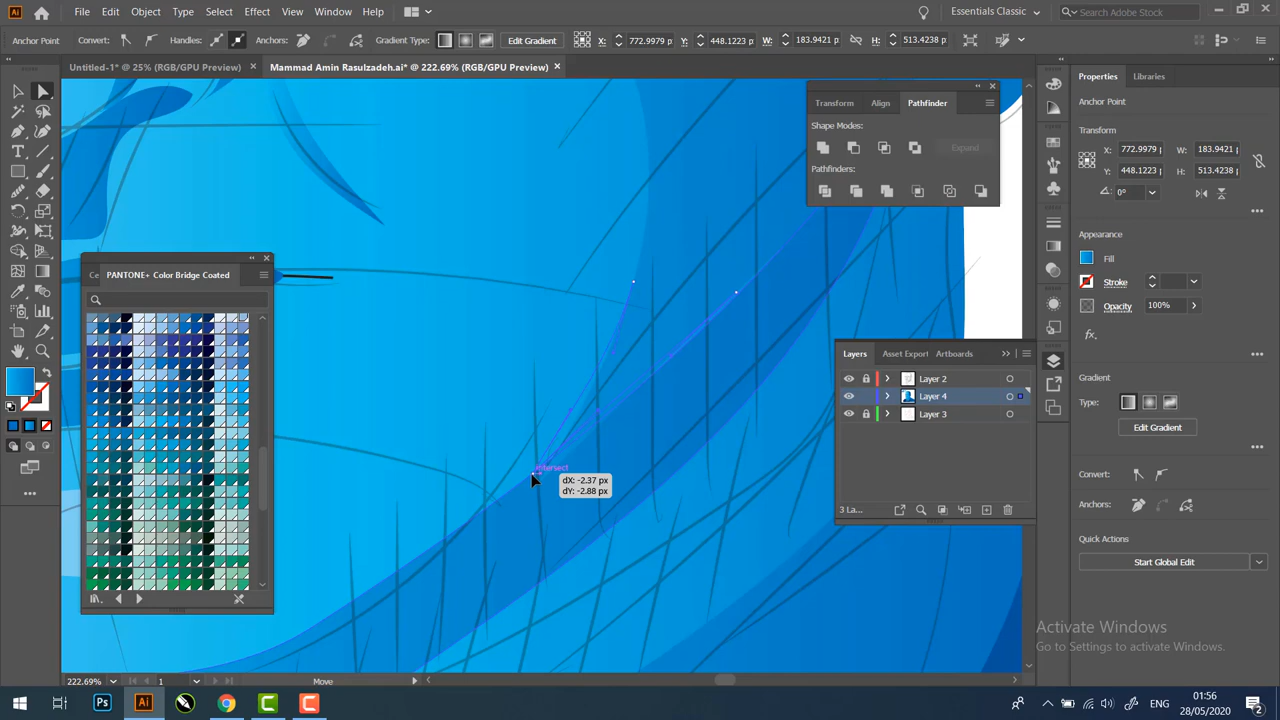 File Edit Object Type Select Effect View Window Help
Essentials Classic
Search Adobe Stock
Anchor Point Convert: Handles: Anchors: Gradient Type: Edit Gradient X: 772.9979 Y: 448.1223 W: 183.9421 H: 513.4238
Untitled-1* @ 25% (RGB/GPU Preview) × Mammad Amin Rasulzadeh.ai* @ 222.69% (RGB/GPU Preview) ×
Transform Align Pathfinder
Shape Modes:
Expand
Pathfinders:
Ce PANTONE+ Color Bridge Coated
intersect
dX: -2.37 px
dY: -2.88 px
Layers Asset Export Artboards
Layer 2
Layer 4
Layer 3
3 La...
Properties Libraries
Anchor Point
Transform
X: 772.9979 W: 183.9421
Y: 448.1223 H: 513.4238
0°
Appearance
Fill
Stroke
Opacity 100%
fx.
Gradient
Type:
Edit Gradient
Convert:
Anchors:
Quick Actions
Start Global Edit
Activate Windows
Go to Settings to activate Windows.
222.69% 1 Move
Ps Ai C C ENG 01:56
28/05/2020 2